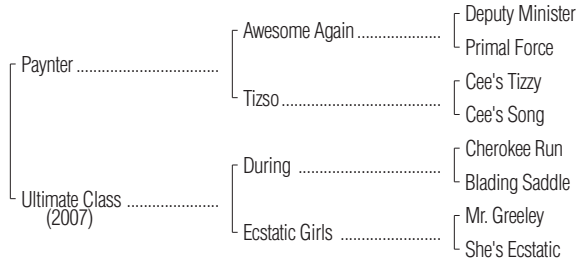 Deputy Minister
Awesome Again ....................
Primal Force
Paynter ...................................
Cee's Tizzy
Tizso ....................................
Cee's Song
Cherokee Run
During ..................................
Blading Saddle
Ultimate Class .......................
(2007)
Mr. Greeley
Ecstatic Girls ........................
She's Ecstatic